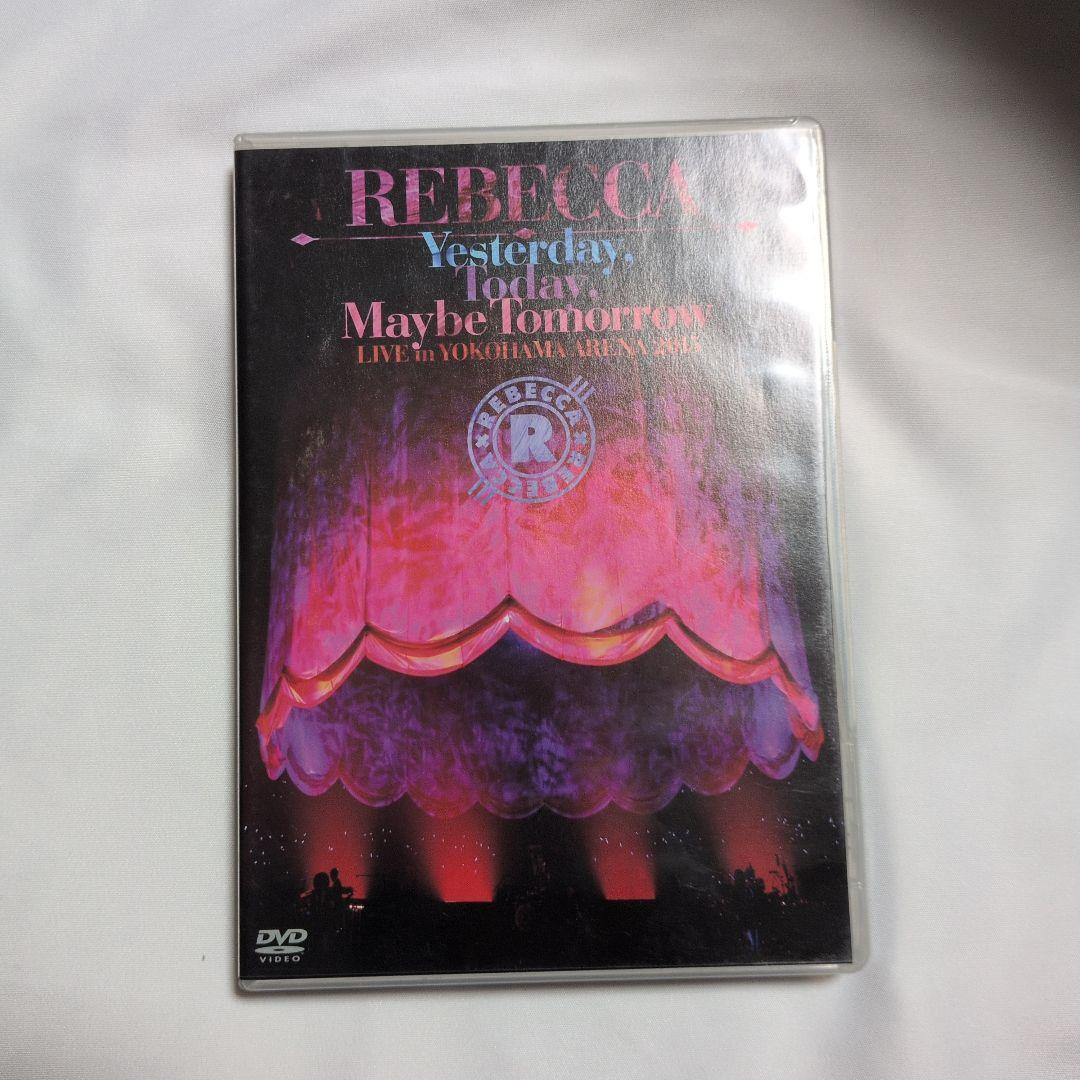 REBECCA
Yesterday,
Today,
Maybe Tomorrow
LIVE in YOKOHAMA ARENA 2015
REBECCA × REBECCA ×
R
DVD
VIDEO